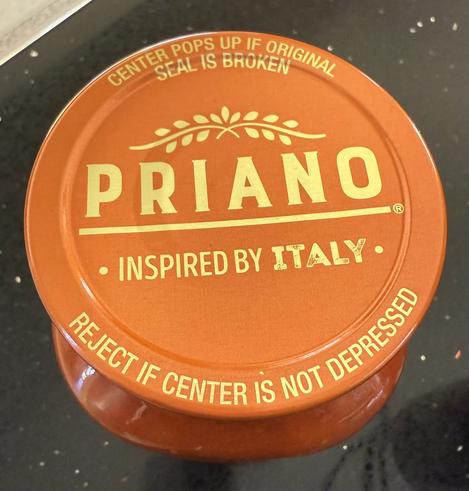 CENTER POPS UP IF ORIGINAL
SEAL IS BROKEN
PRIANO®
• INSPIRED BY ITALY •
REJECT IF CENTER IS NOT DEPRESSED